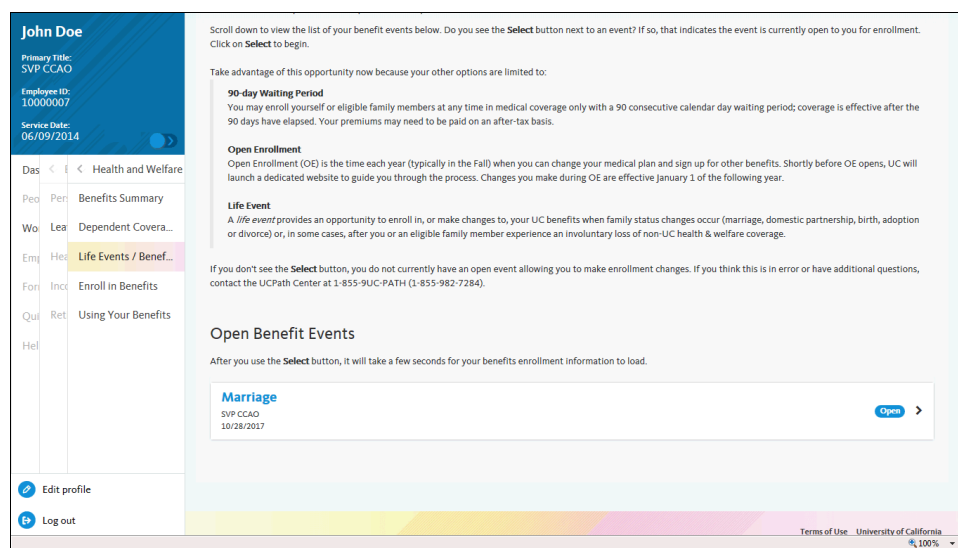 John Doe
Primary Title:
SVP CCAO
Employee ID:
10000007
Service Date:
06/09/2014
Das
Health and Welfare
Peo
Per
Benefits Summary
Wo
Lea
Dependent Covera...
Emp
Hea
Life Events / Benef...
For
Inco
Enroll in Benefits
Qui
Ret
Using Your Benefits
Hel
Edit profile
Log out
Scroll down to view the list of your benefit events below. Do you see the Select button next to an event? If so, that indicates the event is currently open to you for enrollment.
Click on Select to begin.
Take advantage of this opportunity now because your other options are limited to:
90-day Waiting Period
You may enroll yourself or eligible family members at any time in medical coverage only with a 90 consecutive calendar day waiting period; coverage is effective after the
90 days have elapsed. Your premiums may need to be paid on an after-tax basis.
Open Enrollment
Open Enrollment (OE) is the time each year (typically in the Fall) when you can change your medical plan and sign up for other benefits. Shortly before OE opens, UC will
launch a dedicated website to guide you through the process. Changes you make during OE are effective January 1 of the following year.
Life Event
A life event provides an opportunity to enroll in, or make changes to, your UC benefits when family status changes occur (marriage, domestic partnership, birth, adoption
or divorce) or, in some cases, after you or an eligible family member experience an involuntary loss of non-UC health & welfare coverage.
If you don't see the Select button, you do not currently have an open event allowing you to make enrollment changes. If you think this is in error or have additional questions,
contact the UCPath Center at 1-855-9UC-PATH (1-855-982-7284).
Open Benefit Events
After you use the Select button, it will take a few seconds for your benefits enrollment information to load.
Marriage
SVP CCAO
10/28/2017
Open
Terms of Use University of California
100%